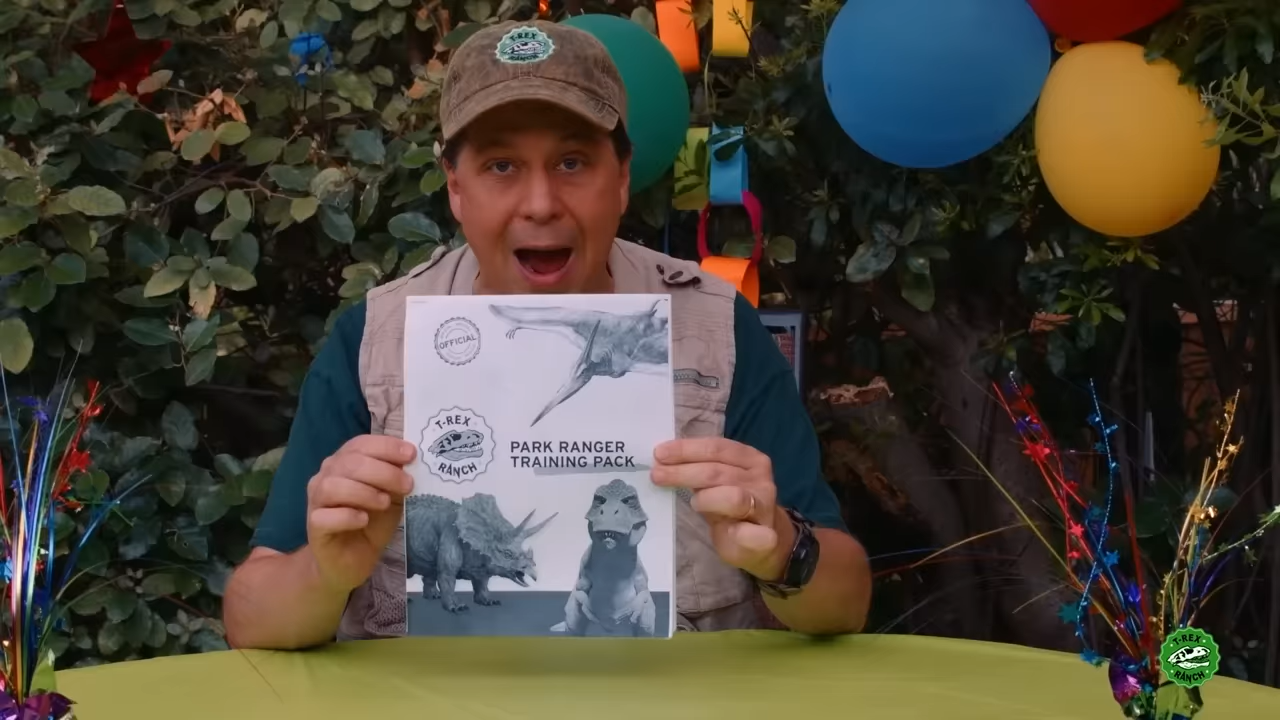 T-REX
RANCH
OFFICIAL
T-REX
RANCH
PARK RANGER
TRAINING PACK
T-REX
RANCH